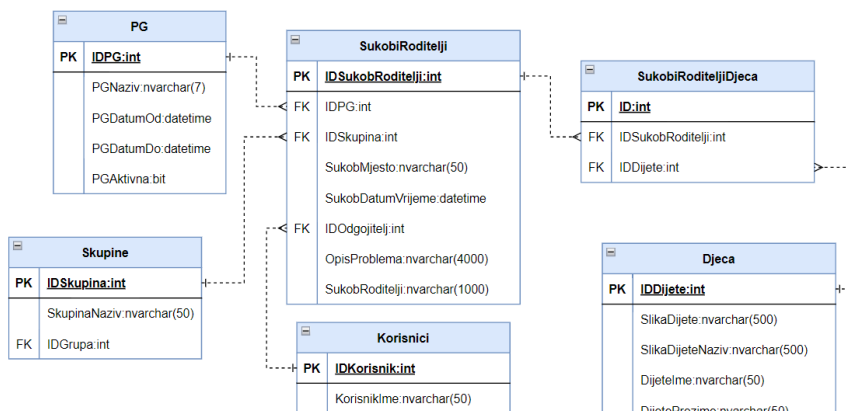 PG
PK IDPG:int
PGNaziv:nvarchar(7)
PGDatumOd:datetime
PGDatumDo:datetime
PGAktivna:bit
SukobiRoditelji
PK IDSukobRoditelji:int
FK IDPG:int
FK IDSkupina:int
SukobMjesto:nvarchar(50)
SukobDatumVrijeme:datetime
FK IDOdgojitelj:int
OpisProblema:nvarchar(4000)
SukobRoditelji:nvarchar(1000)
SukobiRoditeljiDjeca
PK ID:int
FK IDSukobRoditelji:int
FK IDDijete:int
Skupine
PK IDSkupina:int
SkupinaNaziv:nvarchar(50)
FK IDGrupa:int
Korisnici
PK IDKorisnik:int
KorisnikIme:nvarchar(50)
Djeca
PK IDDijete:int
SlikaDijete:nvarchar(500)
SlikaDijeteNaziv:nvarchar(500)
DijeteIme:nvarchar(50)
DijetePrezime:nvarchar(50)